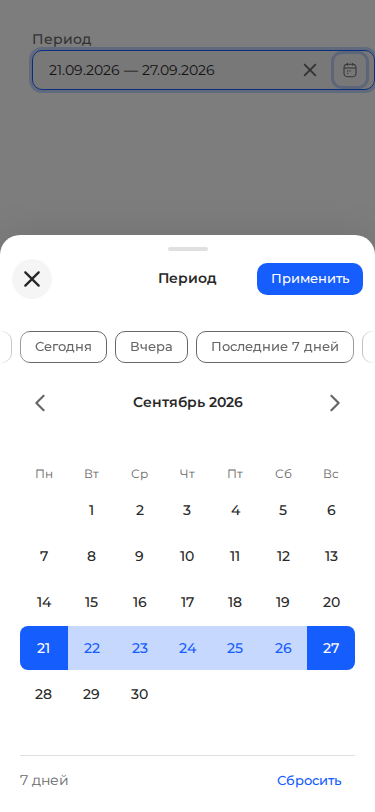 Период
21.09.2026 — 27.09.2026
Период
Применить
Сегодня Вчера Последние 7 дней
Сентябрь 2026
Пн Вт Ср Чт Пт Сб Вс
1 2 3 4 5 6
7 8 9 10 11 12 13
14 15 16 17 18 19 20
21 22 23 24 25 26 27
28 29 30
7 дней
Сбросить